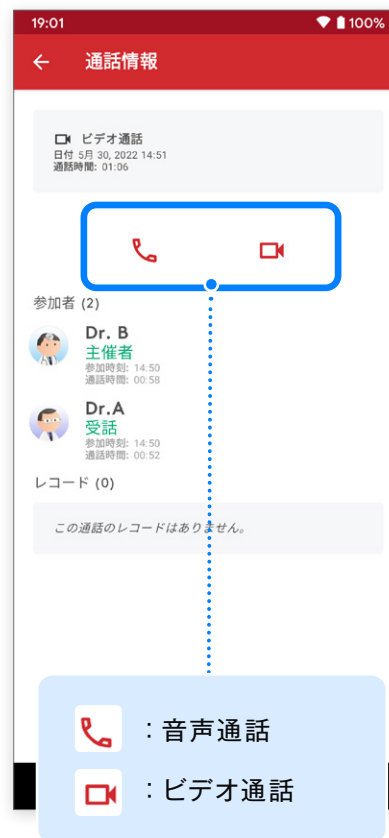 19:01 100%
通話情報
ビデオ通話
日付 5月 30, 2022 14:51
通話時間: 01:06
参加者 (2)
Dr. B
主催者
参加時刻: 14:50
通話時間: 00:58
Dr.A
受話
参加時刻: 14:50
通話時間: 00:52
レコード (0)
この通話のレコードはありません。
：音声通話
：ビデオ通話